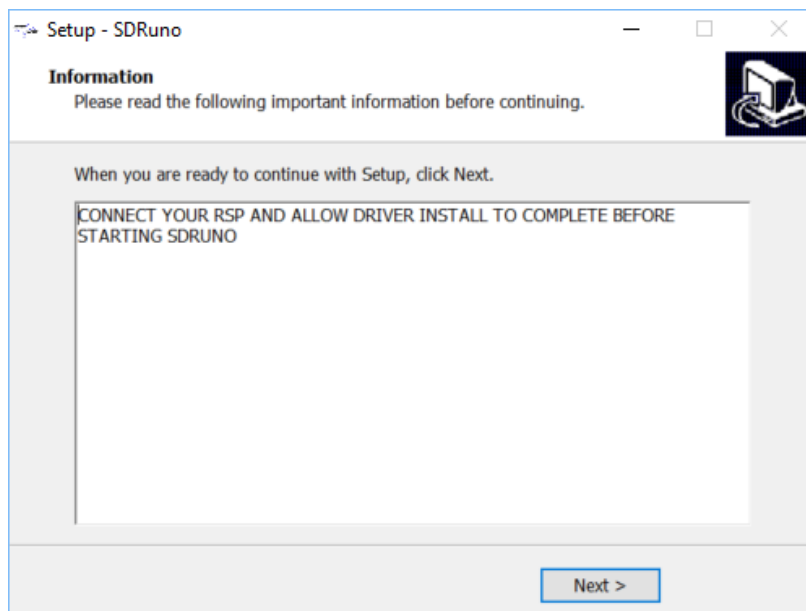 Setup - SDRuno
Information
Please read the following important information before continuing.
When you are ready to continue with Setup, click Next.
CONNECT YOUR RSP AND ALLOW DRIVER INSTALL TO COMPLETE BEFORE
STARTING SDRUNO
Next >